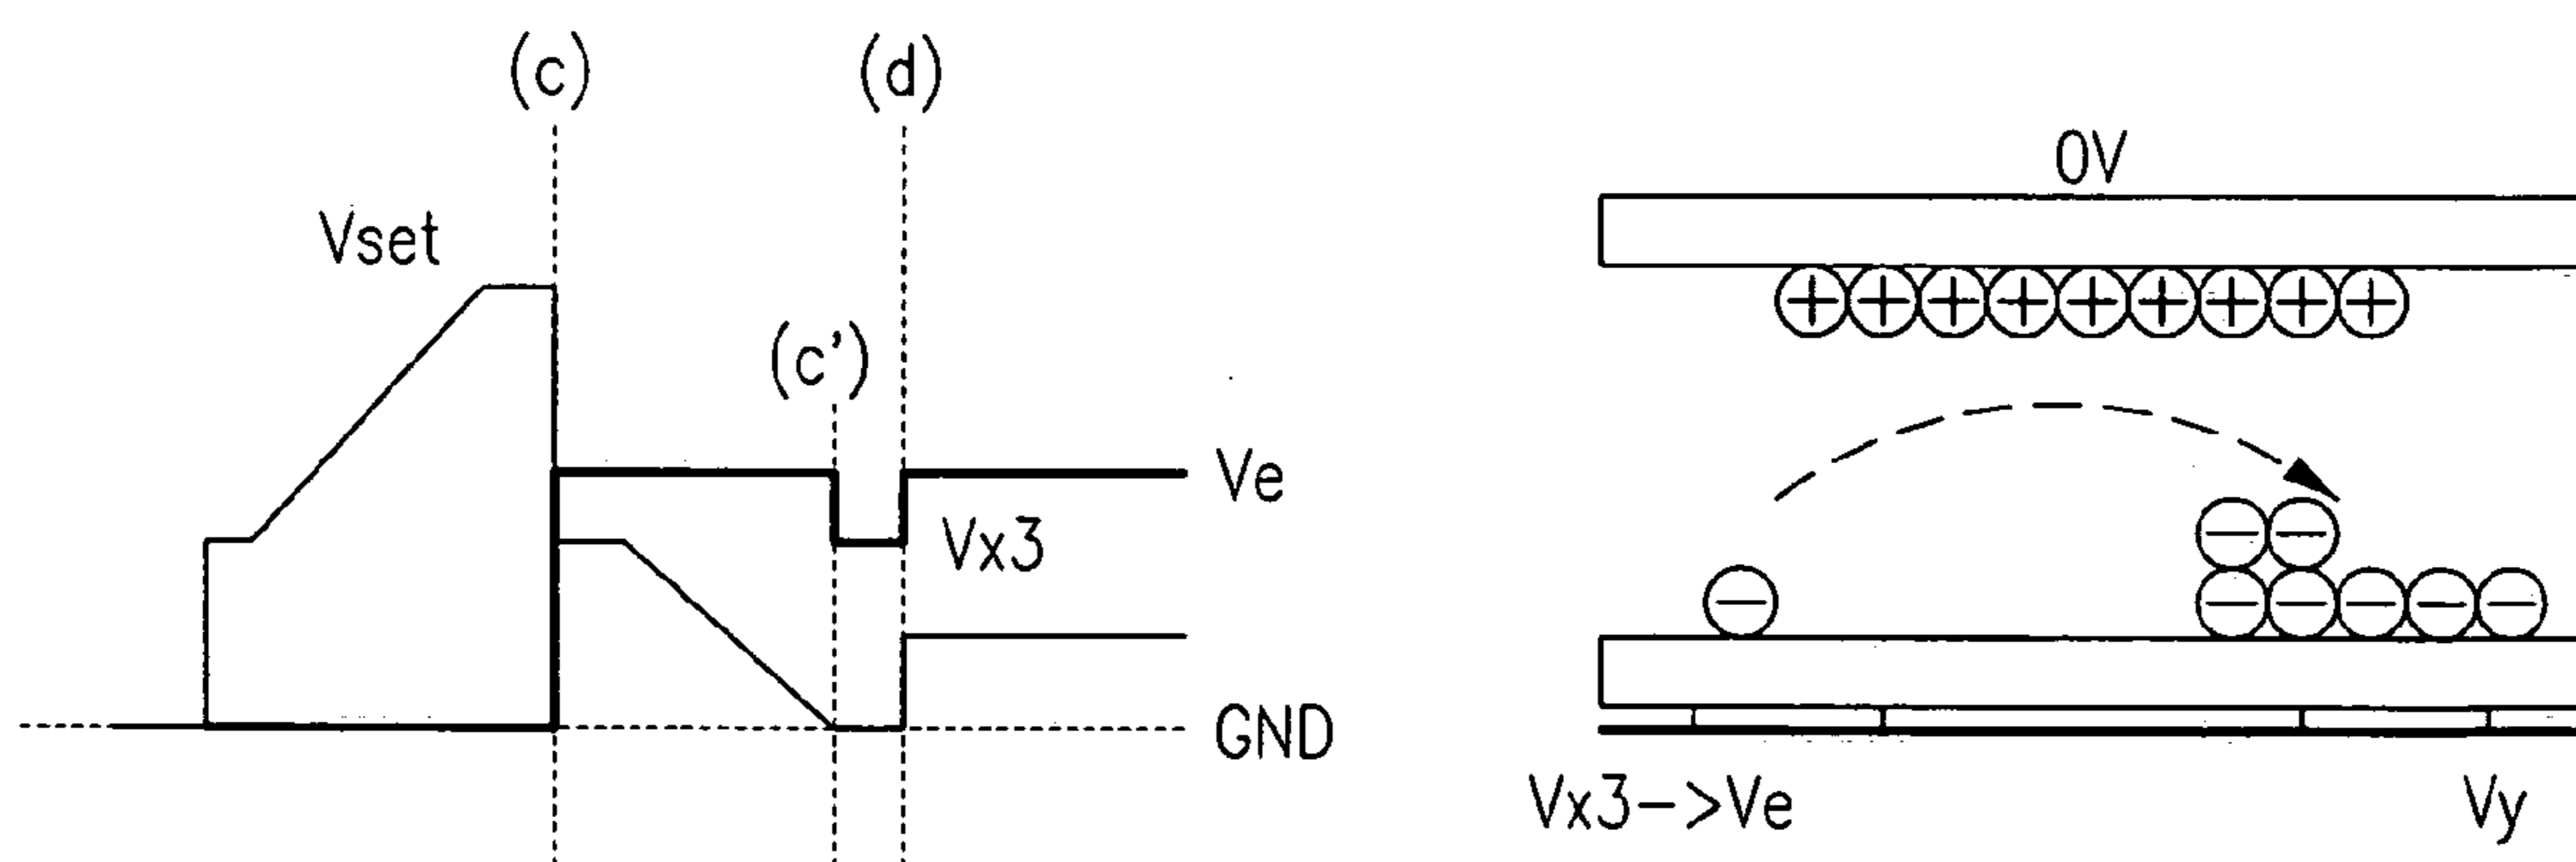 (c)
(d)
Vset
(c')
Ve
Vx3
GND
0V
+ + + + + + + + +
− −
− − − − − −
Vx3−>Ve
Vy